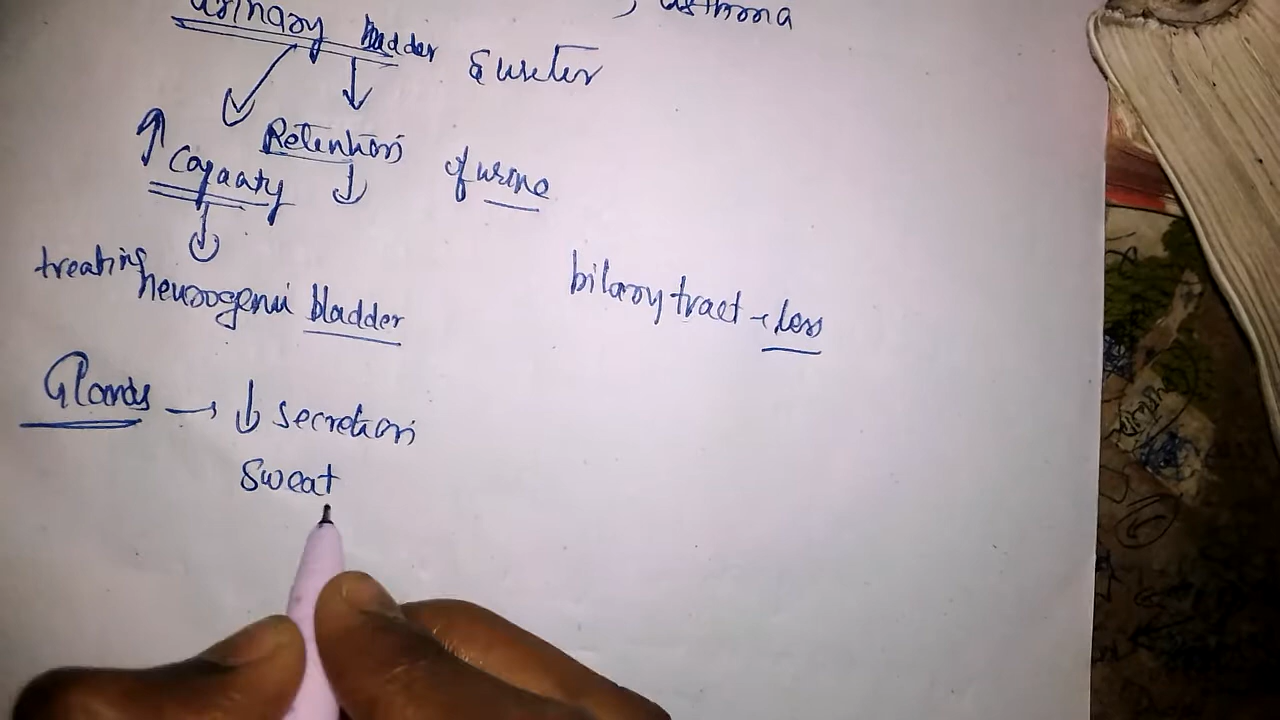 , asthma
urinary bladder & ureter
↑ Capacity Retention of urine
treating neurogenic bladder
bilary tract - less
Glands → ↓ secretion
Sweat